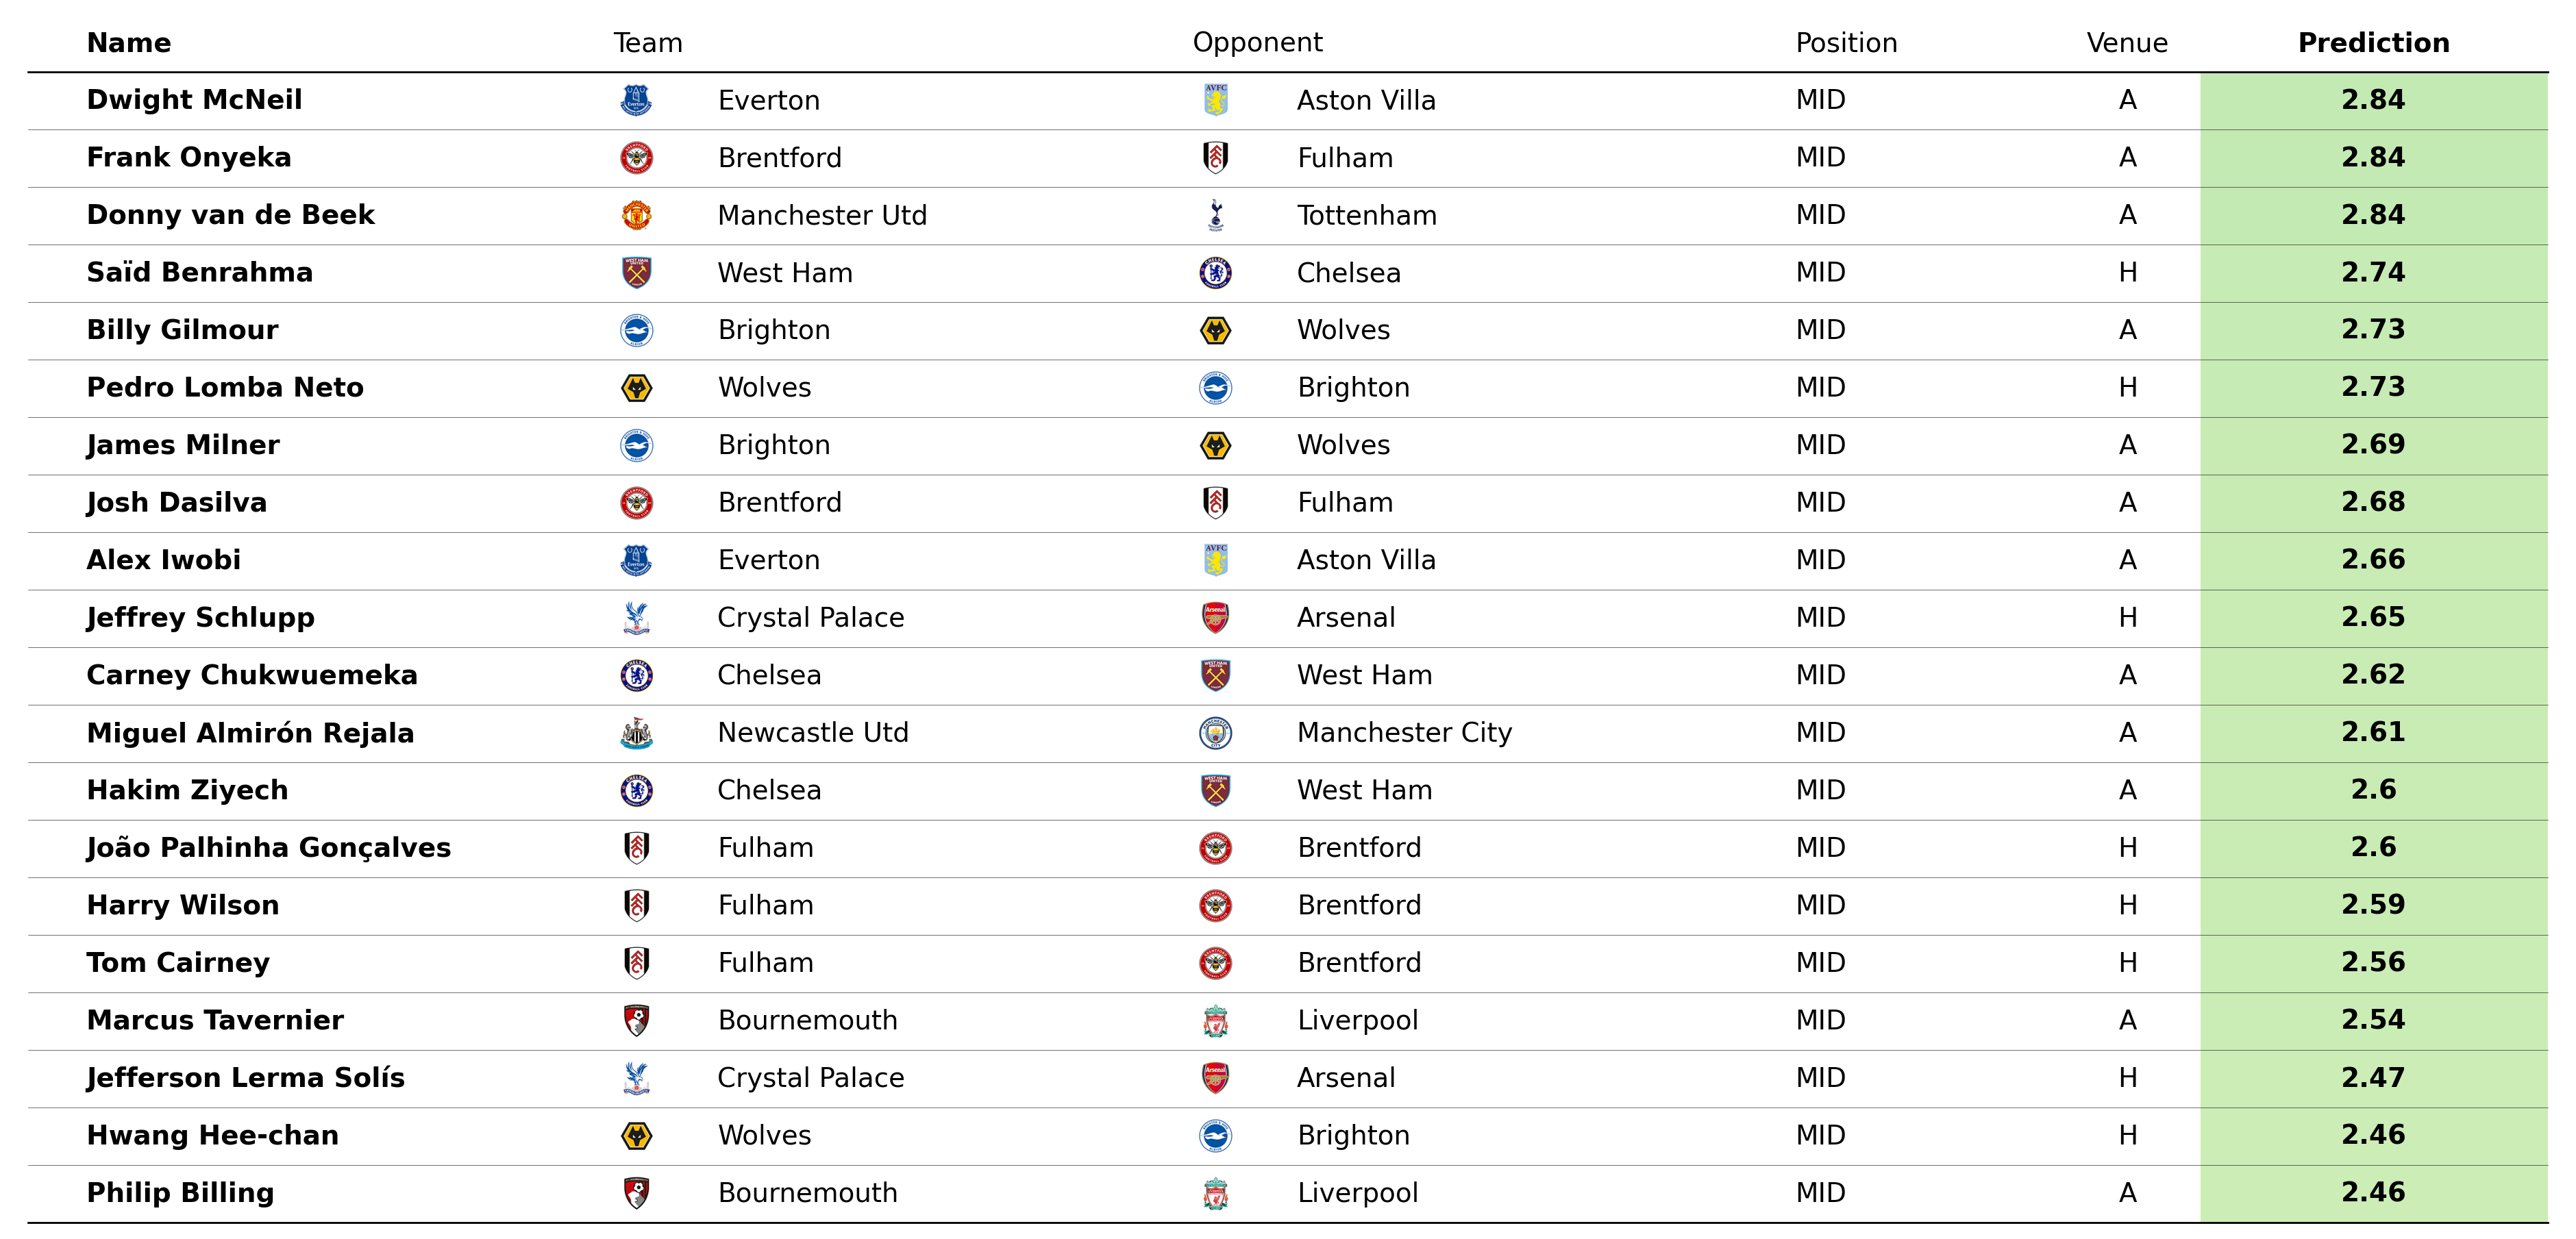 Name Team Opponent Position Venue Prediction
Dwight McNeil Everton Aston Villa MID A 2.84
Frank Onyeka Brentford Fulham MID A 2.84
Donny van de Beek Manchester Utd Tottenham MID A 2.84
Saïd Benrahma West Ham Chelsea MID H 2.74
Billy Gilmour Brighton Wolves MID A 2.73
Pedro Lomba Neto Wolves Brighton MID H 2.73
James Milner Brighton Wolves MID A 2.69
Josh Dasilva Brentford Fulham MID A 2.68
Alex Iwobi Everton Aston Villa MID A 2.66
Jeffrey Schlupp Crystal Palace Arsenal MID H 2.65
Carney Chukwuemeka Chelsea West Ham MID A 2.62
Miguel Almirón Rejala Newcastle Utd Manchester City MID A 2.61
Hakim Ziyech Chelsea West Ham MID A 2.6
João Palhinha Gonçalves Fulham Brentford MID H 2.6
Harry Wilson Fulham Brentford MID H 2.59
Tom Cairney Fulham Brentford MID H 2.56
Marcus Tavernier Bournemouth Liverpool MID A 2.54
Jefferson Lerma Solís Crystal Palace Arsenal MID H 2.47
Hwang Hee-chan Wolves Brighton MID H 2.46
Philip Billing Bournemouth Liverpool MID A 2.46